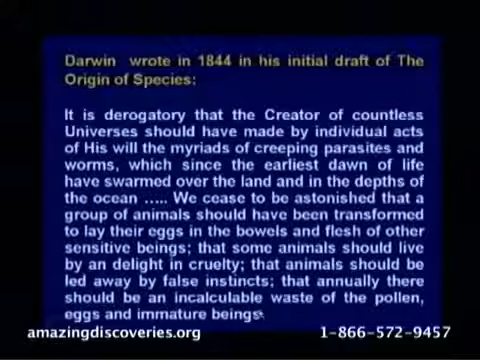 Darwin wrote in 1844 in his initial draft of The
Origin of Species:
It is derogatory that the Creator of countless
Universes should have made by individual acts
of His will the myriads of creeping parasites and
worms, which since the earliest dawn of life
have swarmed over the land and in the depths of
the ocean ….. We cease to be astonished that a
group of animals should have been transformed
to lay their eggs in the bowels and flesh of other
sensitive beings; that some animals should live
by an delight in cruelty; that animals should be
led away by false instincts; that annually there
should be an incalculable waste of the pollen,
eggs and immature beings.
amazingdiscoveries.org 1-866-572-9457